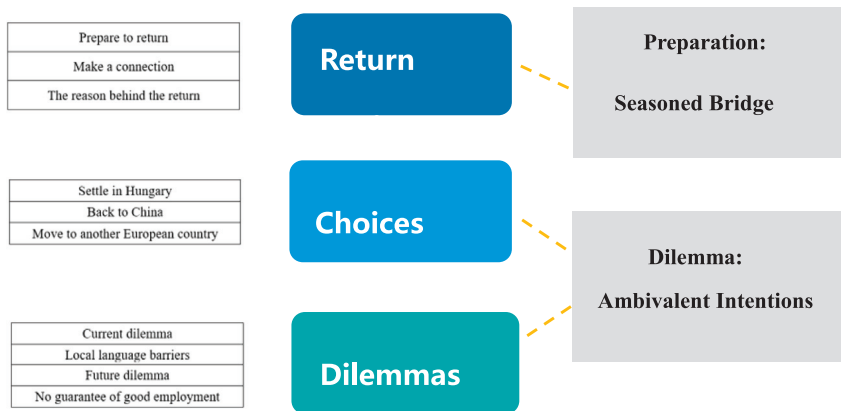 Prepare to return
Make a connection
The reason behind the return
Return
Preparation:
Seasoned Bridge
Settle in Hungary
Back to China
Move to another European country
Choices
Dilemma:
Ambivalent Intentions
Current dilemma
Local language barriers
Future dilemma
No guarantee of good employment
Dilemmas